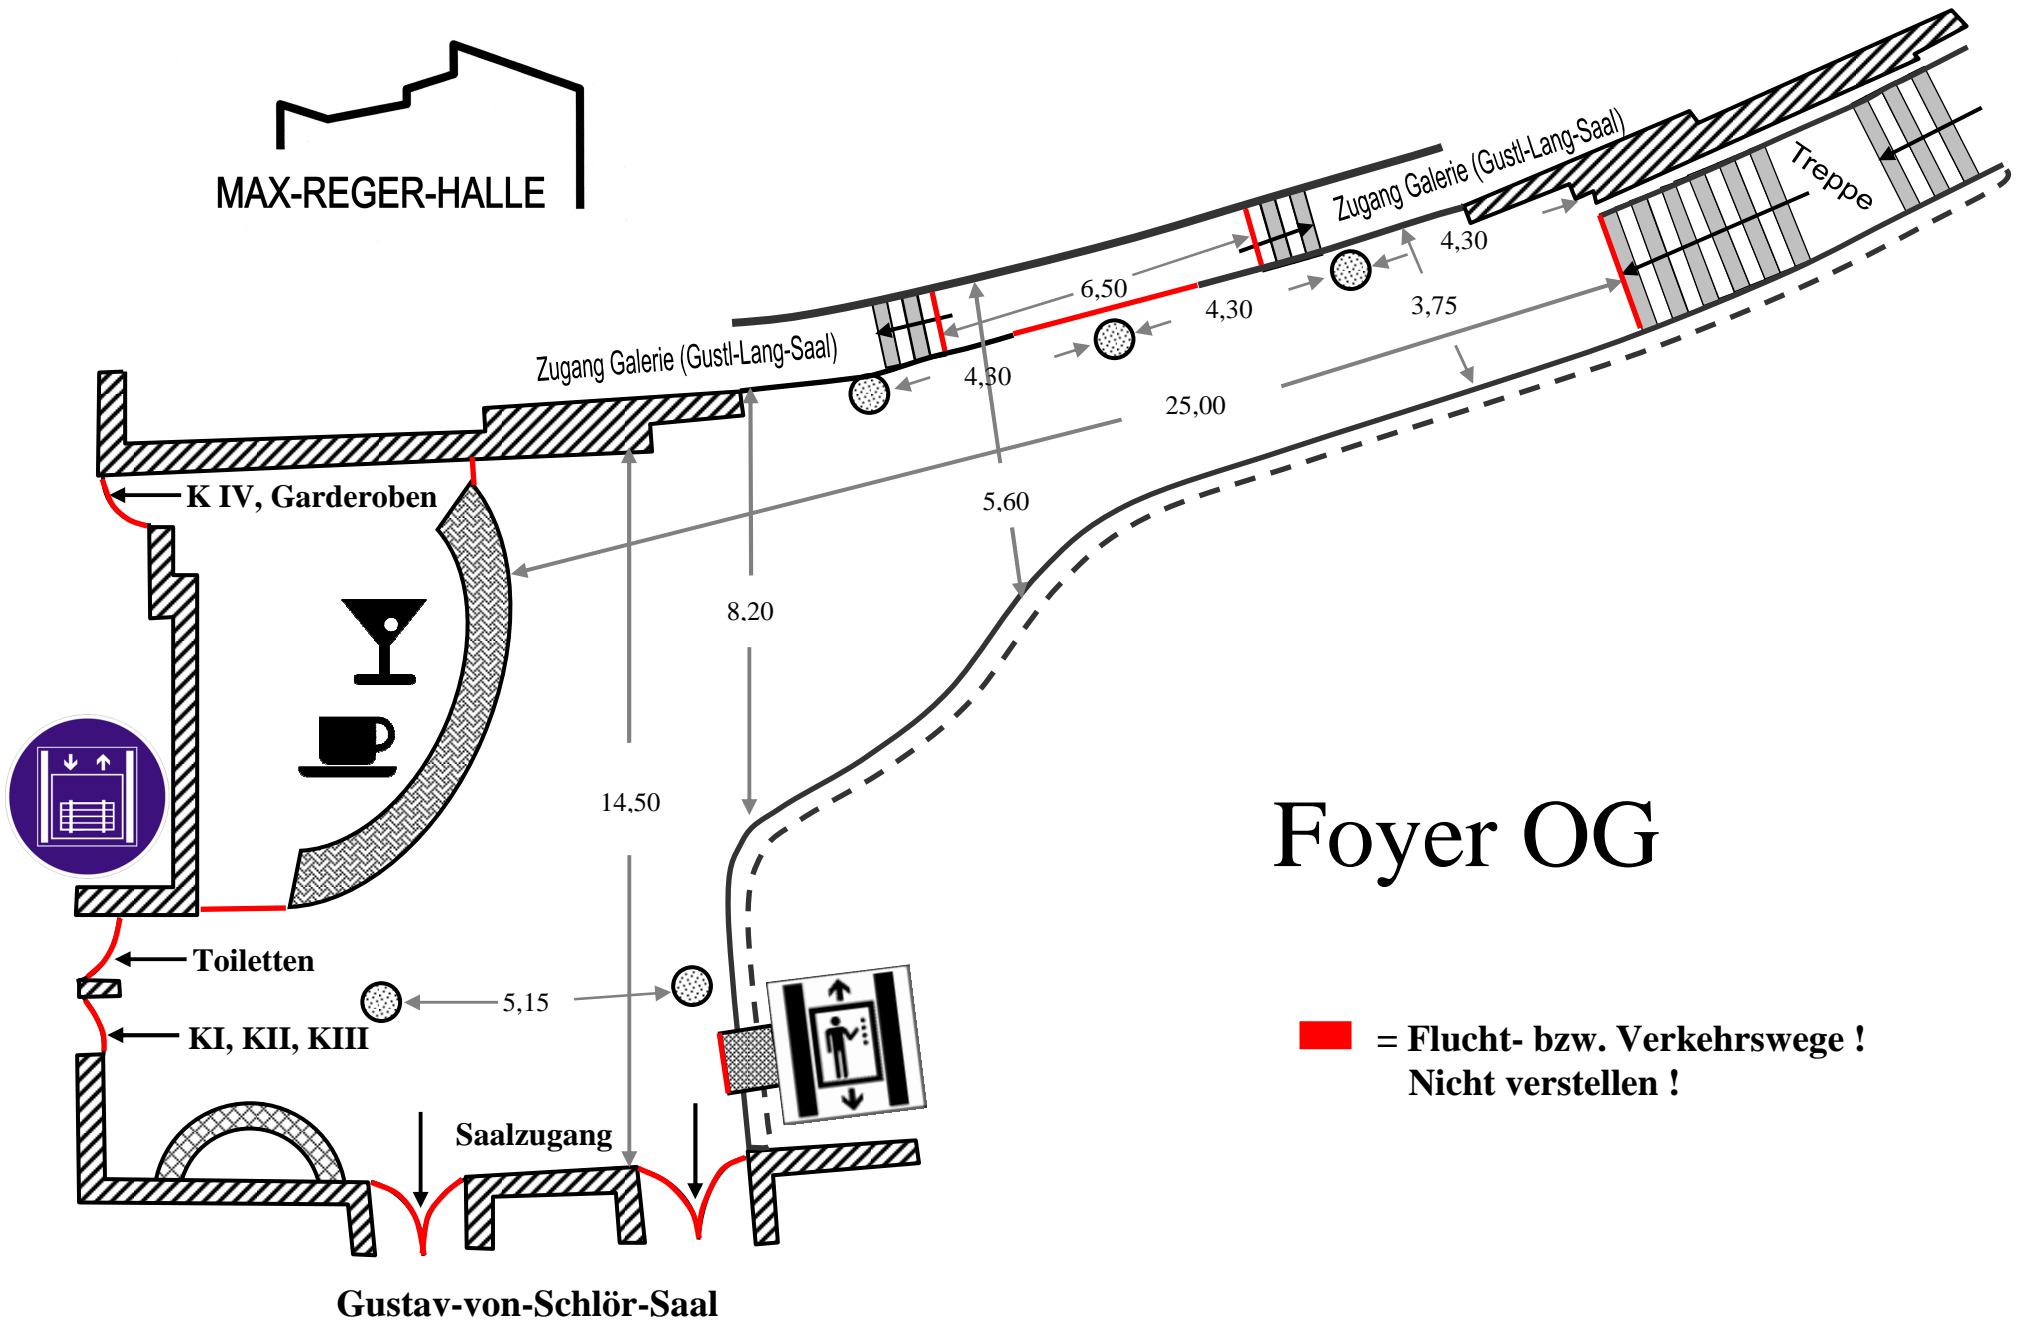 MAX-REGER-HALLE
Zugang Galerie (Gustl-Lang-Saal)
Treppe
4,30
6,50
4,30
3,75
Zugang Galerie (Gustl-Lang-Saal)
4,30
25,00
K IV, Garderoben
5,60
8,20
14,50
Foyer OG
Toiletten
5,15
KI, KII, KIII
= Flucht- bzw. Verkehrswege !
Nicht verstellen !
Saalzugang
Gustav-von-Schlör-Saal